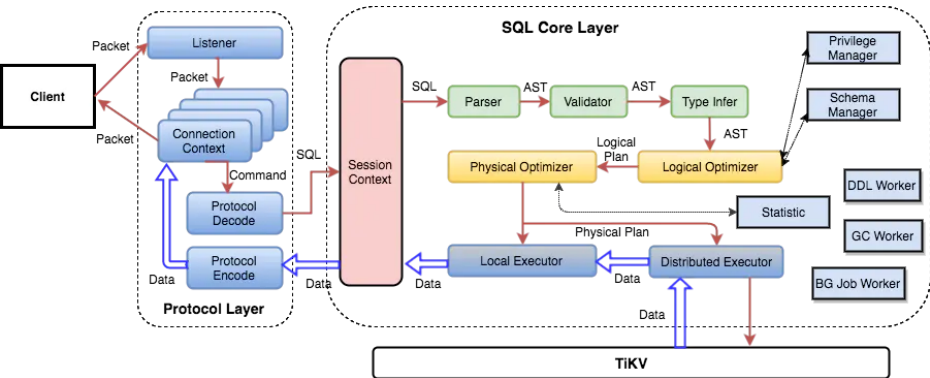 SQL Core Layer
Packet
Listener
Privilege
Manager
Packet
SQL
AST
AST
Client
Parser
Validator
Type Infer
Schema
Manager
Packet
Connection
Context
AST
SQL
Session
Context
Logical
Plan
Physical Optimizer
Logical Optimizer
Command
DDL Worker
Protocol
Decode
Statistic
Physical Plan
GC Worker
Protocol
Encode
Local Executor
Distributed Executor
Data
Data
Data
Data
BG Job Worker
Protocol Layer
Data
TiKV